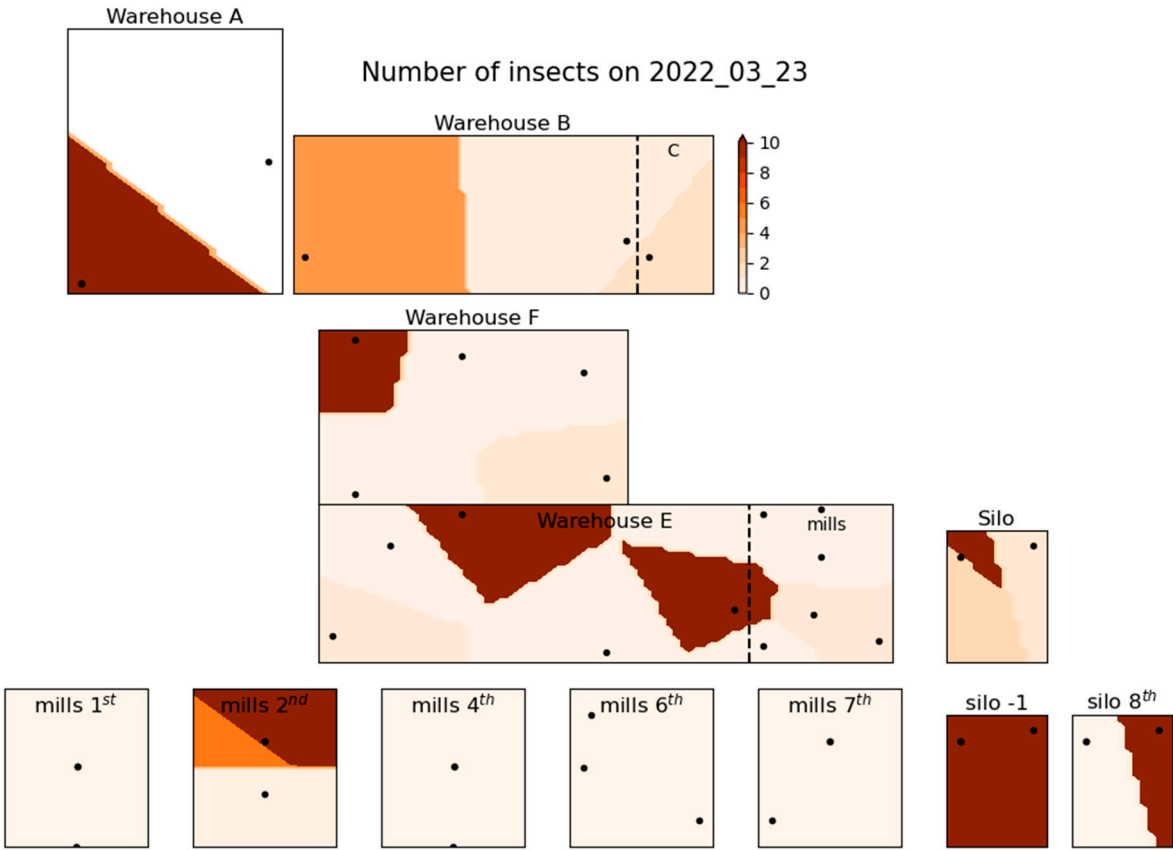 Warehouse A
Number of insects on 2022_03_23
Warehouse B
C
10
8
6
4
2
0
Warehouse F
Warehouse E
mills
Silo
mills 1st
mills 2nd
mills 4th
mills 6th
mills 7th
silo -1
silo 8th